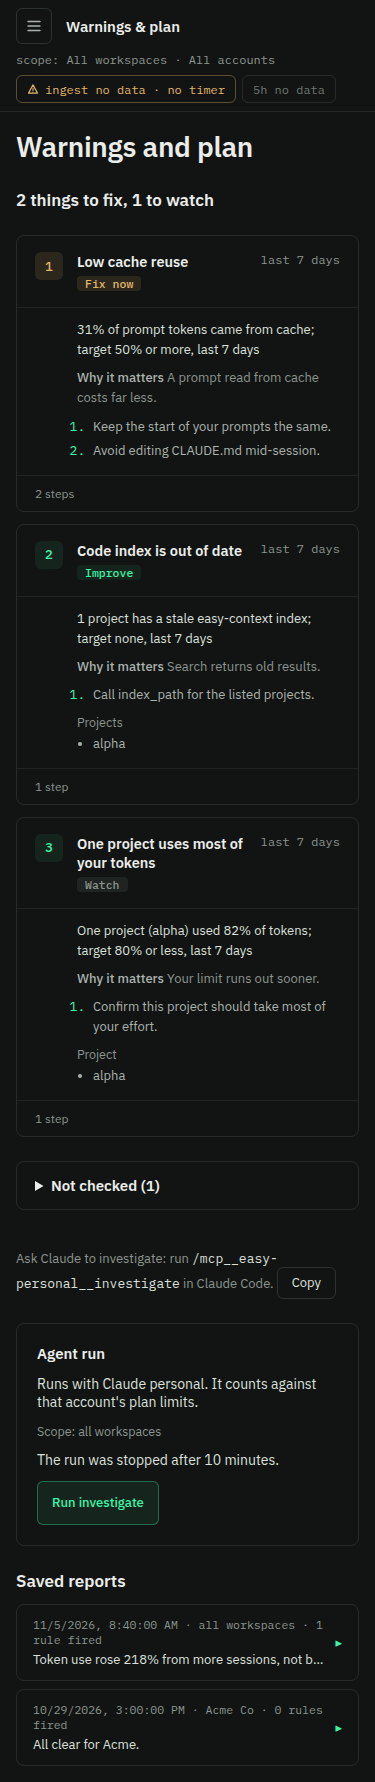 Warnings & plan
scope: All workspaces · All accounts
ingest no data · no timer
5h no data
Warnings and plan
2 things to fix, 1 to watch
1
Low cache reuse
last 7 days
Fix now
31% of prompt tokens came from cache;
target 50% or more, last 7 days
Why it matters A prompt read from cache
costs far less.
1. Keep the start of your prompts the same.
2. Avoid editing CLAUDE.md mid-session.
2 steps
2
Code index is out of date
last 7 days
Improve
1 project has a stale easy-context index;
target none, last 7 days
Why it matters Search returns old results.
1. Call index_path for the listed projects.
Projects
• alpha
1 step
3
One project uses most of
your tokens
last 7 days
Watch
One project (alpha) used 82% of tokens;
target 80% or less, last 7 days
Why it matters Your limit runs out sooner.
1. Confirm this project should take most of
your effort.
Project
• alpha
1 step
Not checked (1)
Ask Claude to investigate: run /mcp__easy-
personal__investigate in Claude Code.
Copy
Agent run
Runs with Claude personal. It counts against
that account's plan limits.
Scope: all workspaces
The run was stopped after 10 minutes.
Run investigate
Saved reports
11/5/2026, 8:40:00 AM · all workspaces · 1
rule fired
Token use rose 218% from more sessions, not b...
10/29/2026, 3:00:00 PM · Acme Co · 0 rules
fired
All clear for Acme.